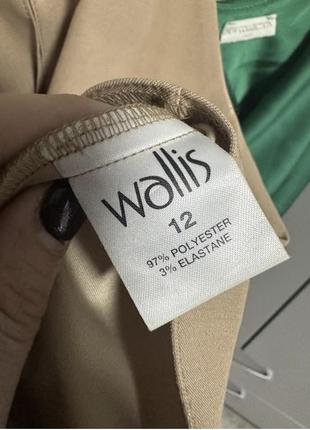 wallis
12
97% POLYESTER
3% ELASTANE